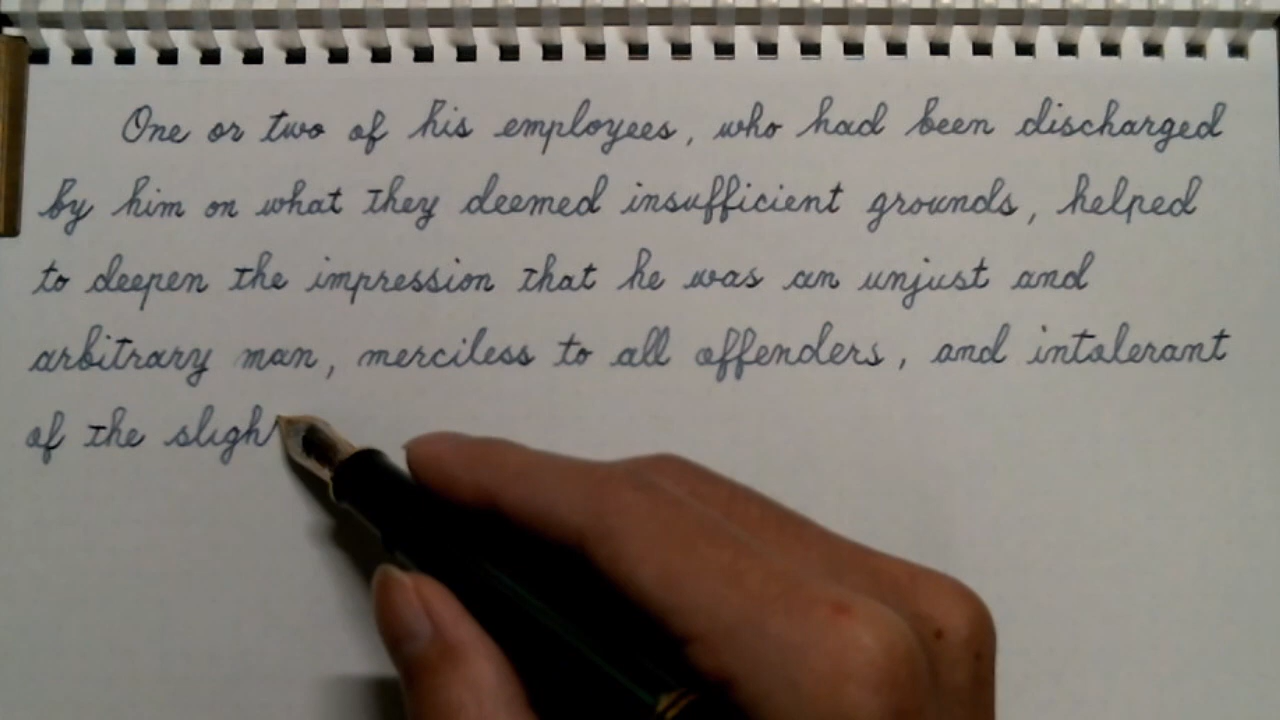 One or two of his employees, who had been discharged
by him on what they deemed insufficient grounds, helped
to deepen the impression that he was an unjust and
arbitrary man, merciless to all offenders, and intolerant
of the sligh